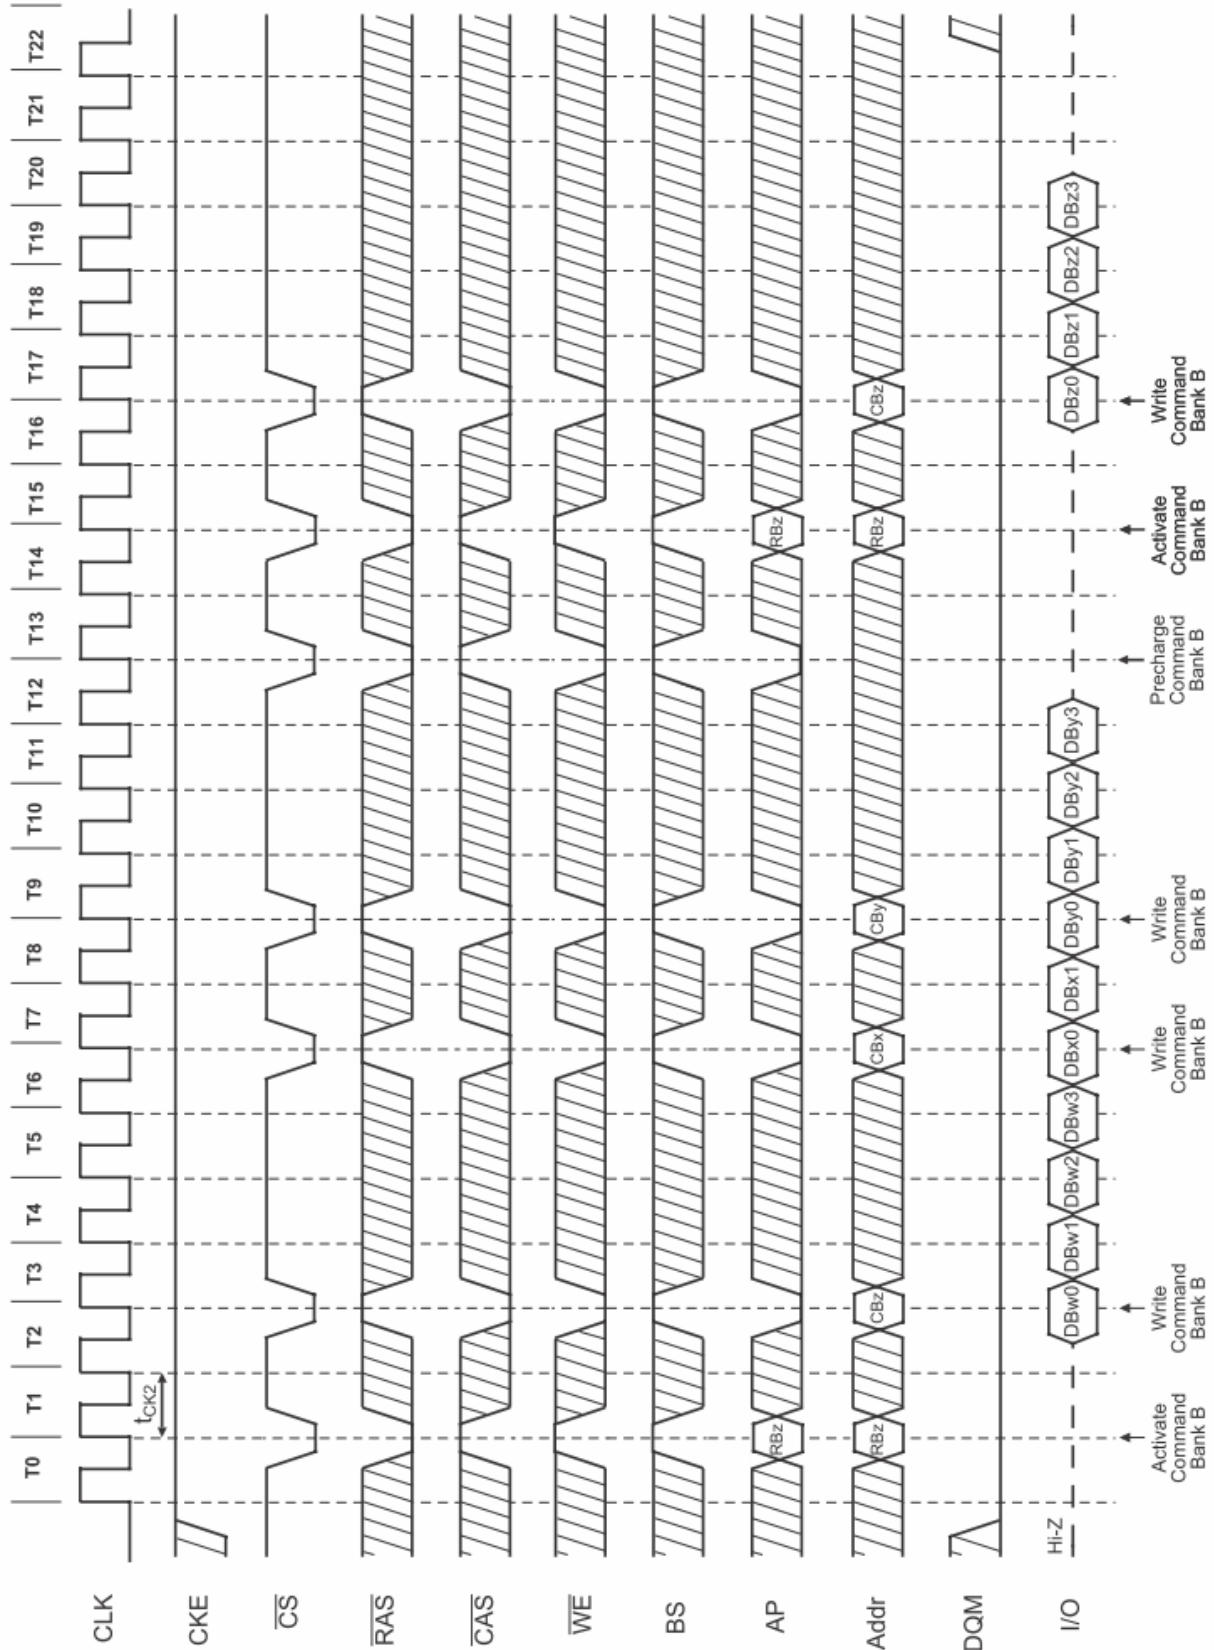 T0 T1 T2 T3 T4 T5 T6 T7 T8 T9 T10 T11 T12 T13 T14 T15 T16 T17 T18 T19 T20 T21 T22
CLK
tCK2
CKE
CS
RAS
CAS
WE
BS
AP RBz RBz
Addr RBz CBz CBx CBy RBz CBz
DQM
I/O Hi-Z DBw0 DBw1 DBw2 DBw3 DBx0 DBx1 DBy0 DBy1 DBy2 DBy3 DBz0 DBz1 DBz2 DBz3
Activate
Command
Bank B
Write
Command
Bank B
Write
Command
Bank B
Write
Command
Bank B
Precharge
Command
Bank B
Activate
Command
Bank B
Write
Command
Bank B